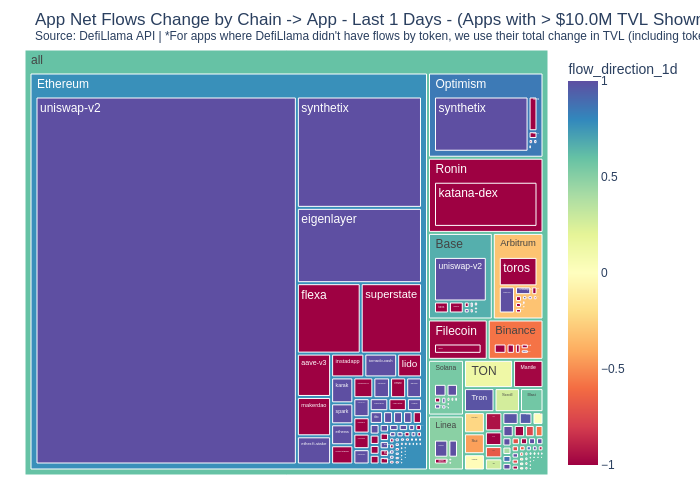 App Net Flows Change by Chain -> App - Last 1 Days - (Apps with > $10.0M TVL Shown
Source: DefiLlama API | *For apps where DefiLlama didn't have flows by token, we use their total change in TVL (including toke
flow_direction_1d
all
Ethereum
uniswap-v2
synthetix
eigenlayer
flexa
superstate
aave-v3
instadapp
lido
makerdao
karak
spark
Optimism
synthetix
Ronin
katana-dex
Base
uniswap-v2
Arbitrum
toros
Filecoin
Binance
Solana
TON
Mantle
Tron
Linea
1
0.5
0
−0.5
−1